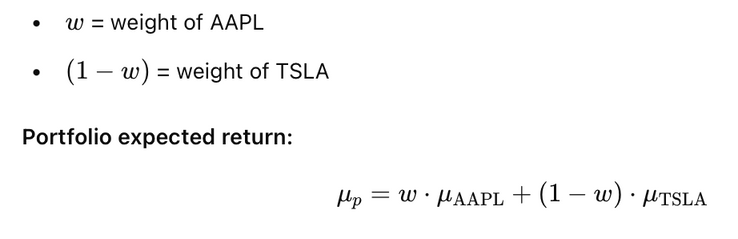 • w = weight of AAPL
• (1 − w) = weight of TSLA
Portfolio expected return:
μp = w · μAAPL + (1 − w) · μTSLA